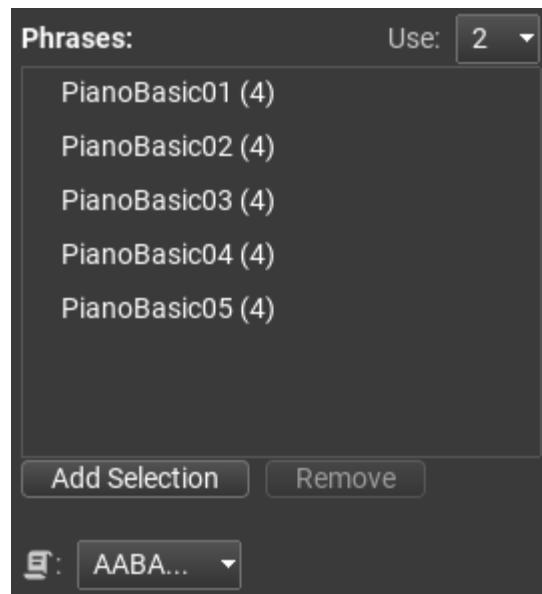 Phrases: Use: 2
PianoBasic01 (4)
PianoBasic02 (4)
PianoBasic03 (4)
PianoBasic04 (4)
PianoBasic05 (4)
Add Selection Remove
: AABA...